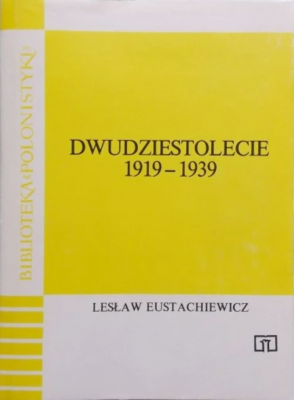 BIBLIOTEKA POLONISTYKI
DWUDZIESTOLECIE
1919–1939
LESŁAW EUSTACHIEWICZ